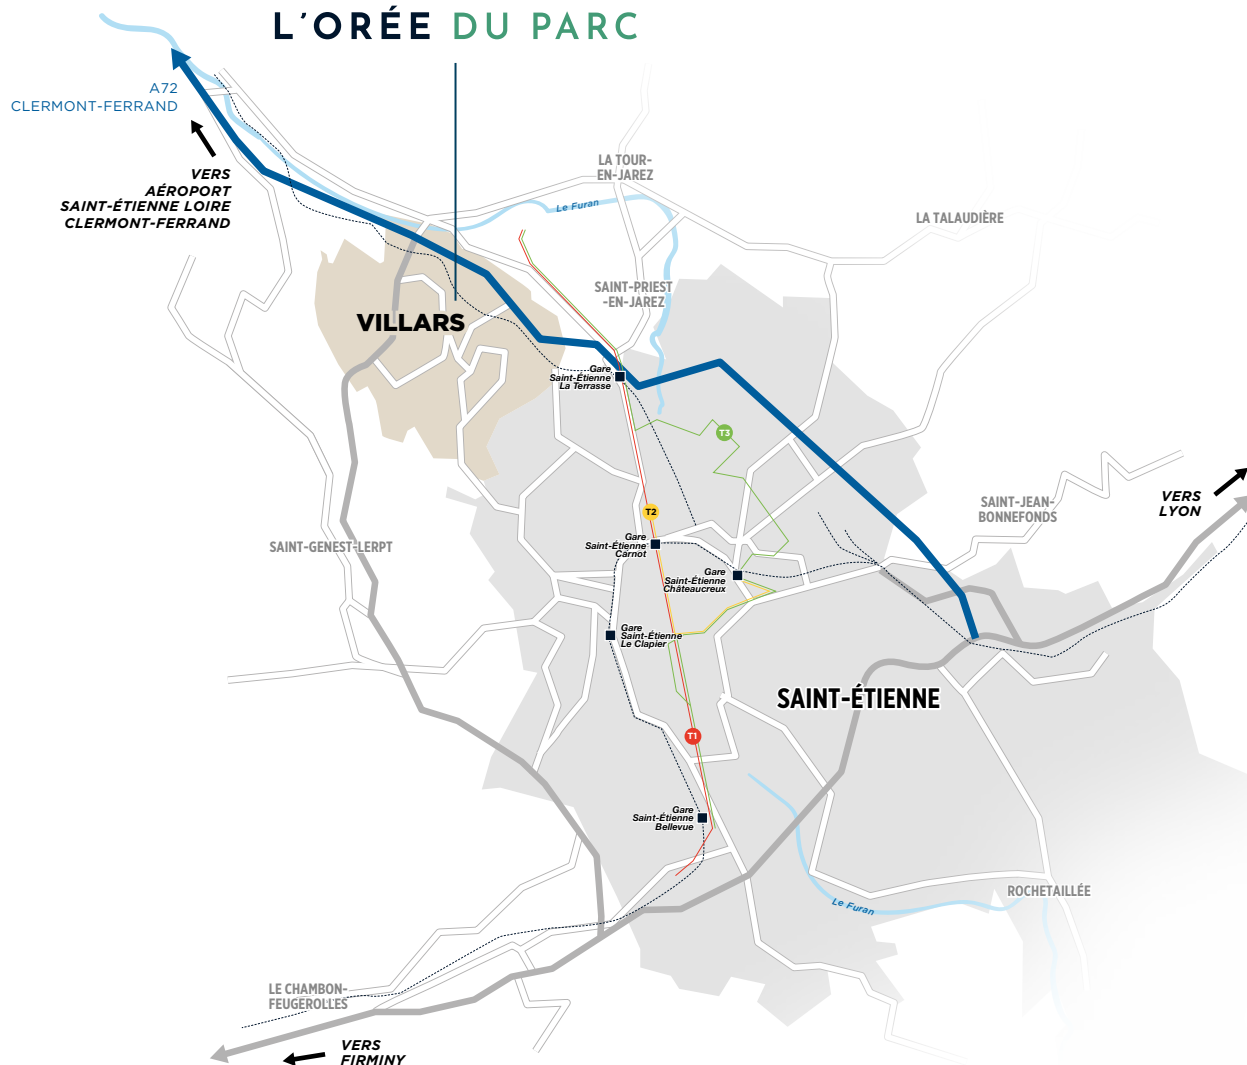 L'ORÉE DU PARC
A72
CLERMONT-FERRAND
VERS
AÉROPORT
SAINT-ÉTIENNE LOIRE
CLERMONT-FERRAND
LA TOUR-
EN-JAREZ
Le Furan
LA TALAUDIÈRE
SAINT-PRIEST
-EN-JAREZ
VILLARS
Gare
Saint-Étienne
La Terrasse
T3
T2
SAINT-JEAN-
BONNEFONDS
VERS
LYON
SAINT-GENEST-LERPT
Gare
Saint-Étienne
Carnot
Gare
Saint-Étienne
Châteaucreux
Gare
Saint-Étienne
Le Clapier
SAINT-ÉTIENNE
T1
Gare
Saint-Étienne
Bellevue
Le Furan
ROCHETAILLÉE
LE CHAMBON-
FEUGEROLLES
VERS
FIRMINY